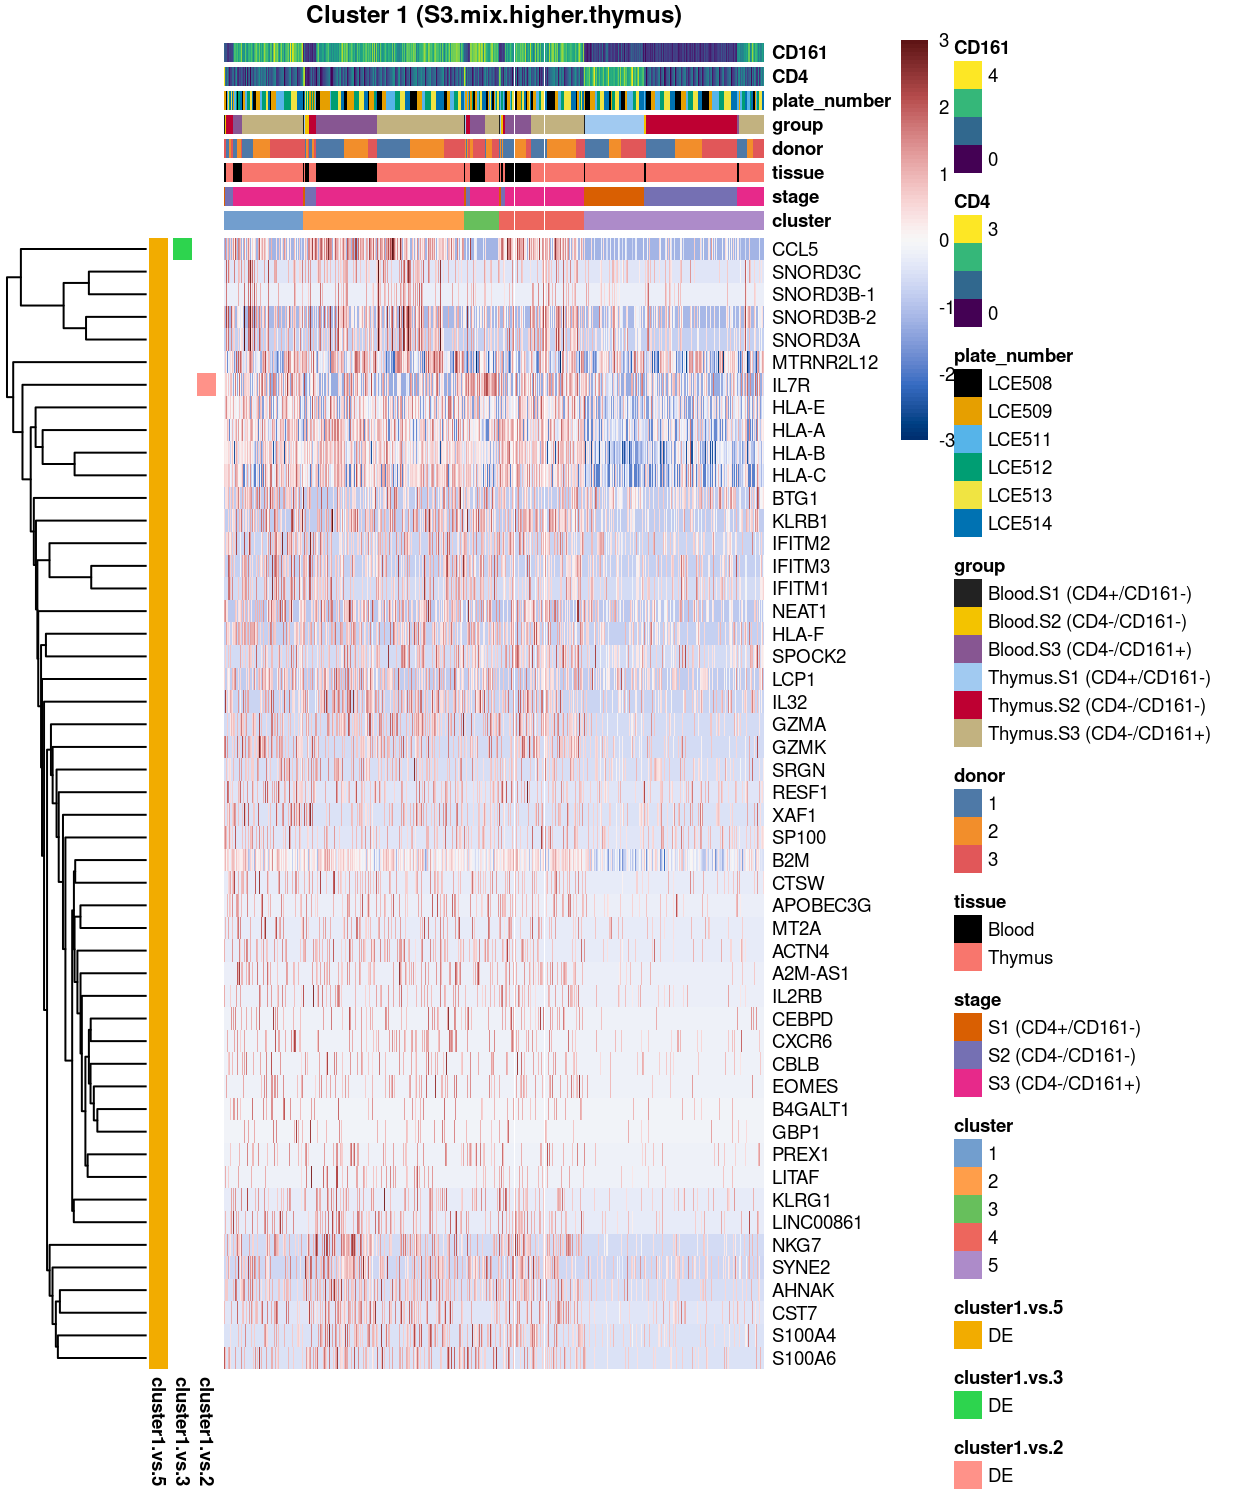 Cluster 1 (S3.mix.higher.thymus)
CD161
CD4
plate_number
group
donor
tissue
stage
cluster
CCL5
SNORD3C
SNORD3B-1
SNORD3B-2
SNORD3A
MTRNR2L12
IL7R
HLA-E
HLA-A
HLA-B
HLA-C
BTG1
KLRB1
IFITM2
IFITM3
IFITM1
NEAT1
HLA-F
SPOCK2
LCP1
IL32
GZMA
GZMK
SRGN
RESF1
XAF1
SP100
B2M
CTSW
APOBEC3G
MT2A
ACTN4
A2M-AS1
IL2RB
CEBPD
CXCR6
CBLB
EOMES
B4GALT1
GBP1
PREX1
LITAF
KLRG1
LINC00861
NKG7
SYNE2
AHNAK
CST7
S100A4
S100A6
cluster1.vs.5
cluster1.vs.3
cluster1.vs.2
3
2
1
0
-1
-2
-3
CD161
4
0
CD4
3
0
plate_number
LCE508
LCE509
LCE511
LCE512
LCE513
LCE514
group
Blood.S1 (CD4+/CD161-)
Blood.S2 (CD4-/CD161-)
Blood.S3 (CD4-/CD161+)
Thymus.S1 (CD4+/CD161-)
Thymus.S2 (CD4-/CD161-)
Thymus.S3 (CD4-/CD161+)
donor
1
2
3
tissue
Blood
Thymus
stage
S1 (CD4+/CD161-)
S2 (CD4-/CD161-)
S3 (CD4-/CD161+)
cluster
1
2
3
4
5
cluster1.vs.5
DE
cluster1.vs.3
DE
cluster1.vs.2
DE